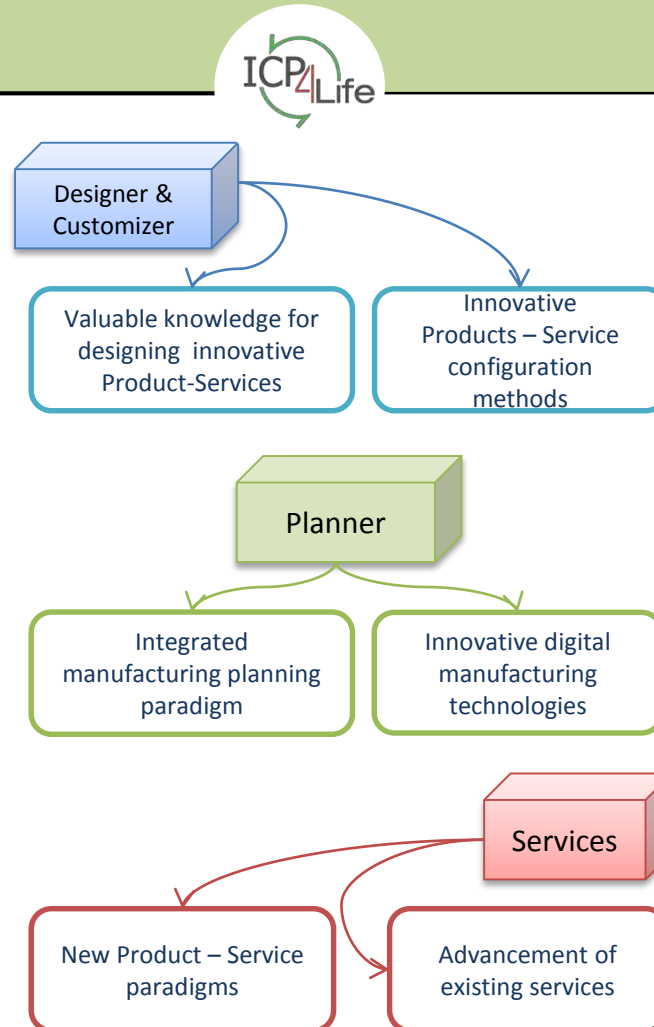 ICP4Life
Designer &
Customizer
Valuable knowledge for
designing innovative
Product-Services
Innovative
Products – Service
configuration
methods
Planner
Integrated
manufacturing planning
paradigm
Innovative digital
manufacturing
technologies
Services
New Product – Service
paradigms
Advancement of
existing services